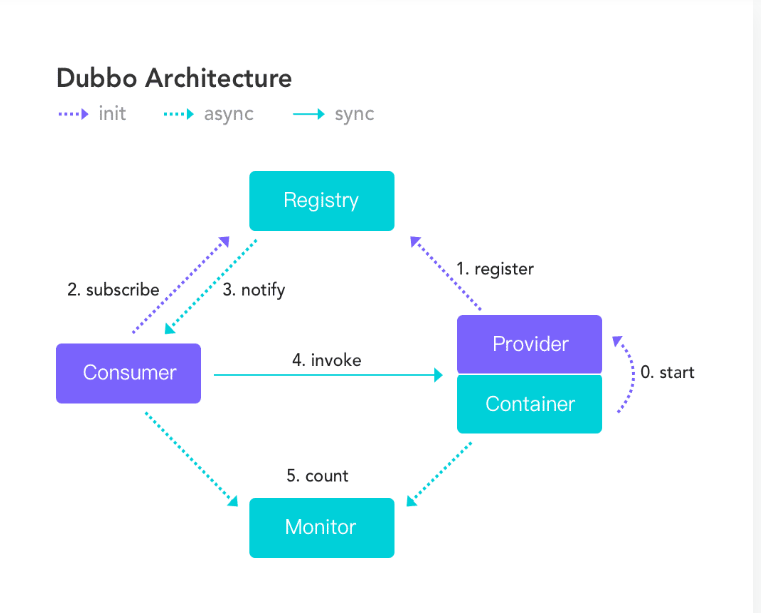 Dubbo Architecture
init async sync
Registry
1. register
2. subscribe 3. notify
Provider
4. invoke
Consumer
0. start
Container
5. count
Monitor